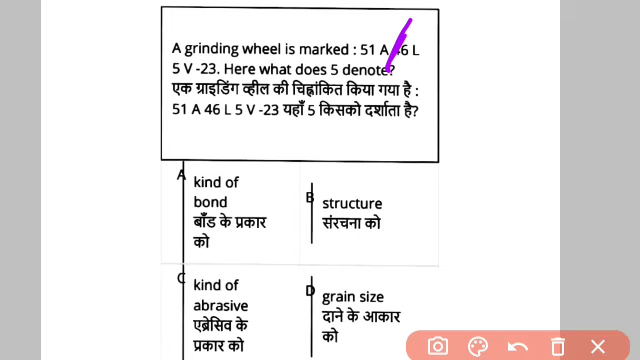 A grinding wheel is marked : 51 A 46 L
5 V -23. Here what does 5 denote?
एक ग्राइडिंग व्हील की चिह्नांकित किया गया है :
51 A 46 L 5 V -23 यहाँ 5 किसको दर्शाता है?
A
kind of
bond
बॉंड के प्रकार
को
B
structure
संरचना को
C
kind of
abrasive
एब्रेसिव के
प्रकार को
D
grain size
दाने के आकार
को